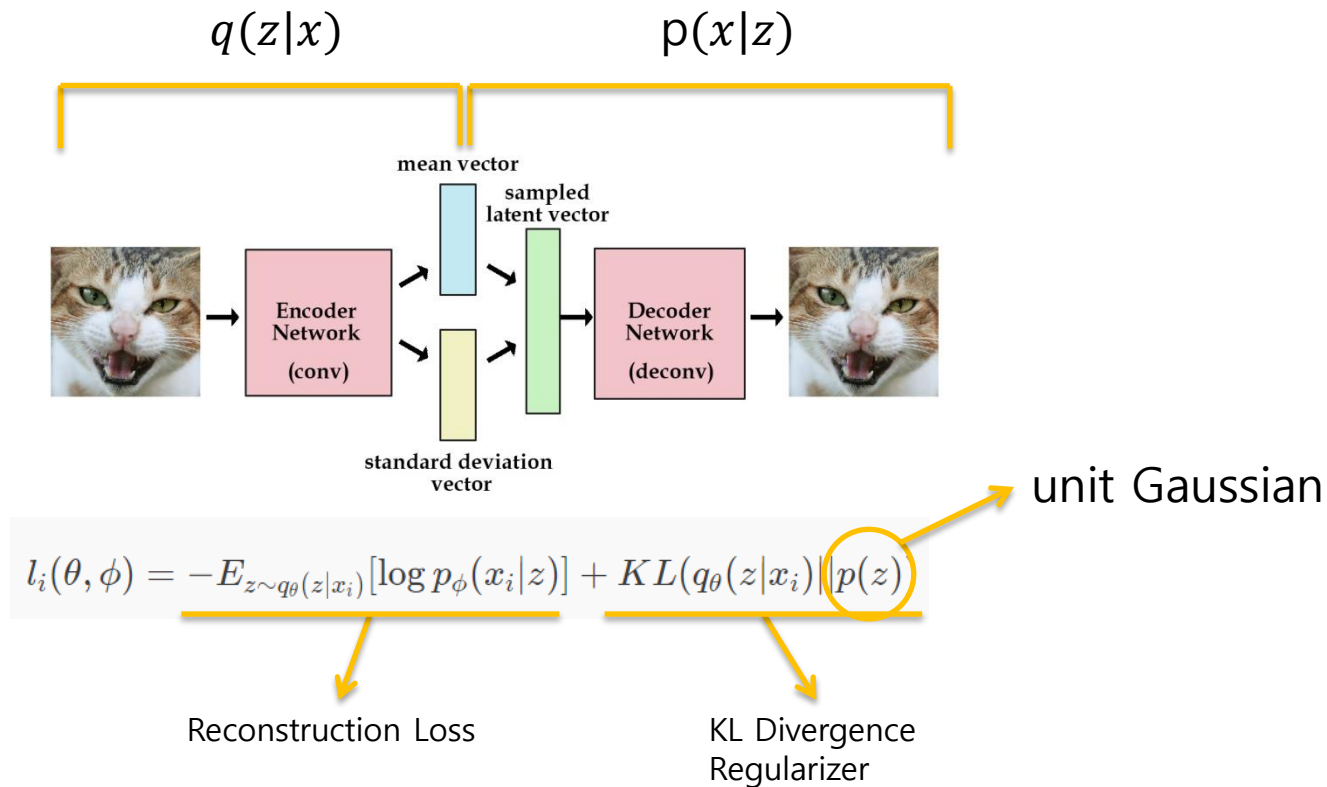 q(z|x)
p(x|z)
mean vector
sampled
latent vector
Encoder
Network
(conv)
Decoder
Network
(deconv)
standard deviation
vector
unit Gaussian
l_i(θ, ϕ) = −E_{z∼q_θ(z|x_i)}[log p_ϕ(x_i|z)] + KL(q_θ(z|x_i)||p(z)
Reconstruction Loss
KL Divergence
Regularizer